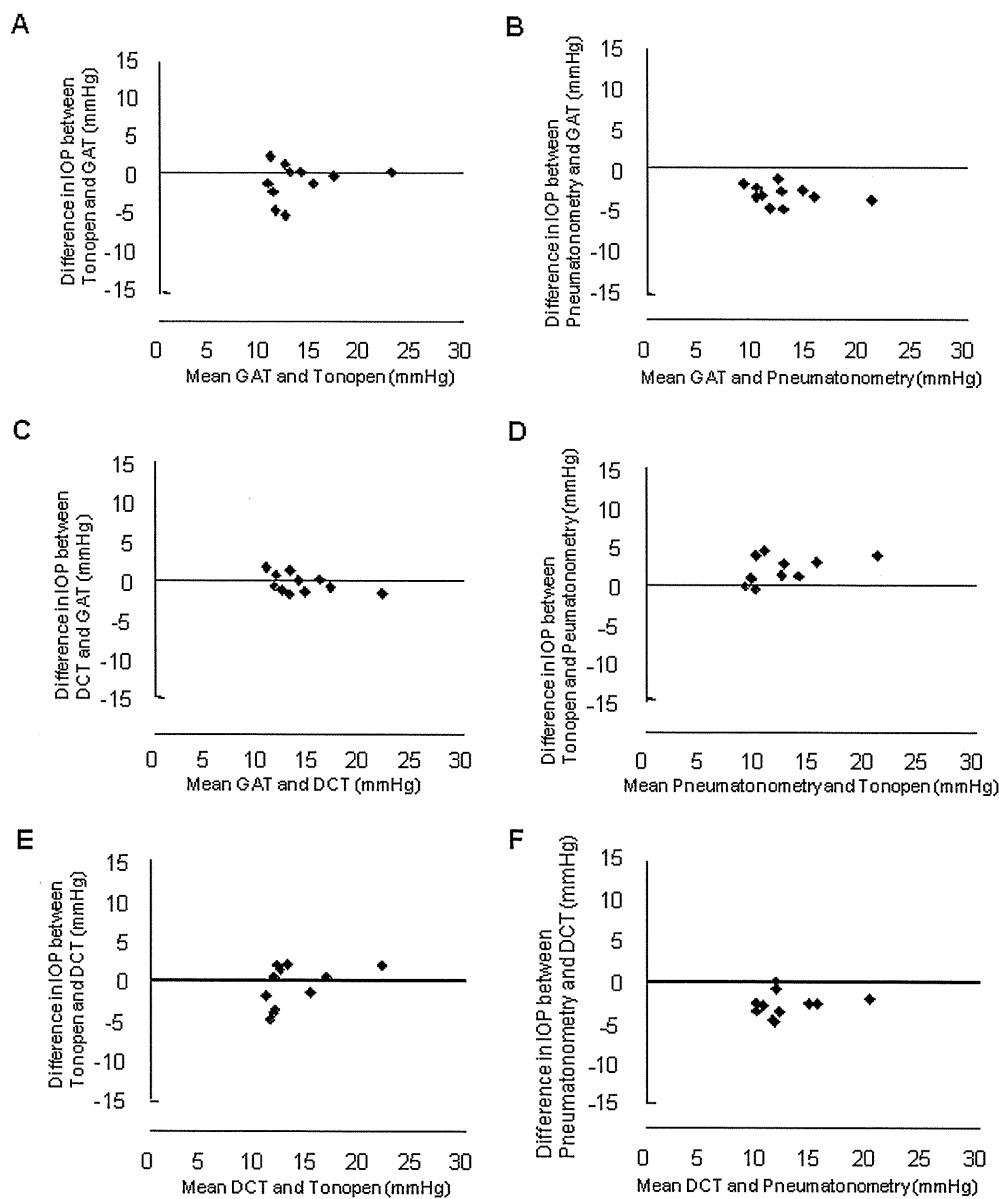 A
Difference in IOP between
Tonopen and GAT (mmHg)
15
10
5
0
-5
-10
-15
0 5 10 15 20 25 30
Mean GAT and Tonopen (mmHg)
B
Difference in IOP between
Pneumatonometry and GAT (mmHg)
15
10
5
0
-5
-10
-15
0 5 10 15 20 25 30
Mean GAT and Pneumatonometry (mmHg)
C
Difference in IOP between
DCT and GAT (mmHg)
15
10
5
0
-5
-10
-15
0 5 10 15 20 25 30
Mean GAT and DCT (mmHg)
D
Difference in IOP between
Tonopen and Peumatonometry (mmHg)
15
10
5
0
-5
-10
-15
0 5 10 15 20 25 30
Mean Pneumatonometry and Tonopen (mmHg)
E
Difference in IOP between
Tonopen and DCT (mmHg)
15
10
5
0
-5
-10
-15
0 5 10 15 20 25 30
Mean DCT and Tonopen (mmHg)
F
Difference in IOP between
Pneumatonometry and DCT (mmHg)
15
10
5
0
-5
-10
-15
0 5 10 15 20 25 30
Mean DCT and Pneumatonometry (mmHg)